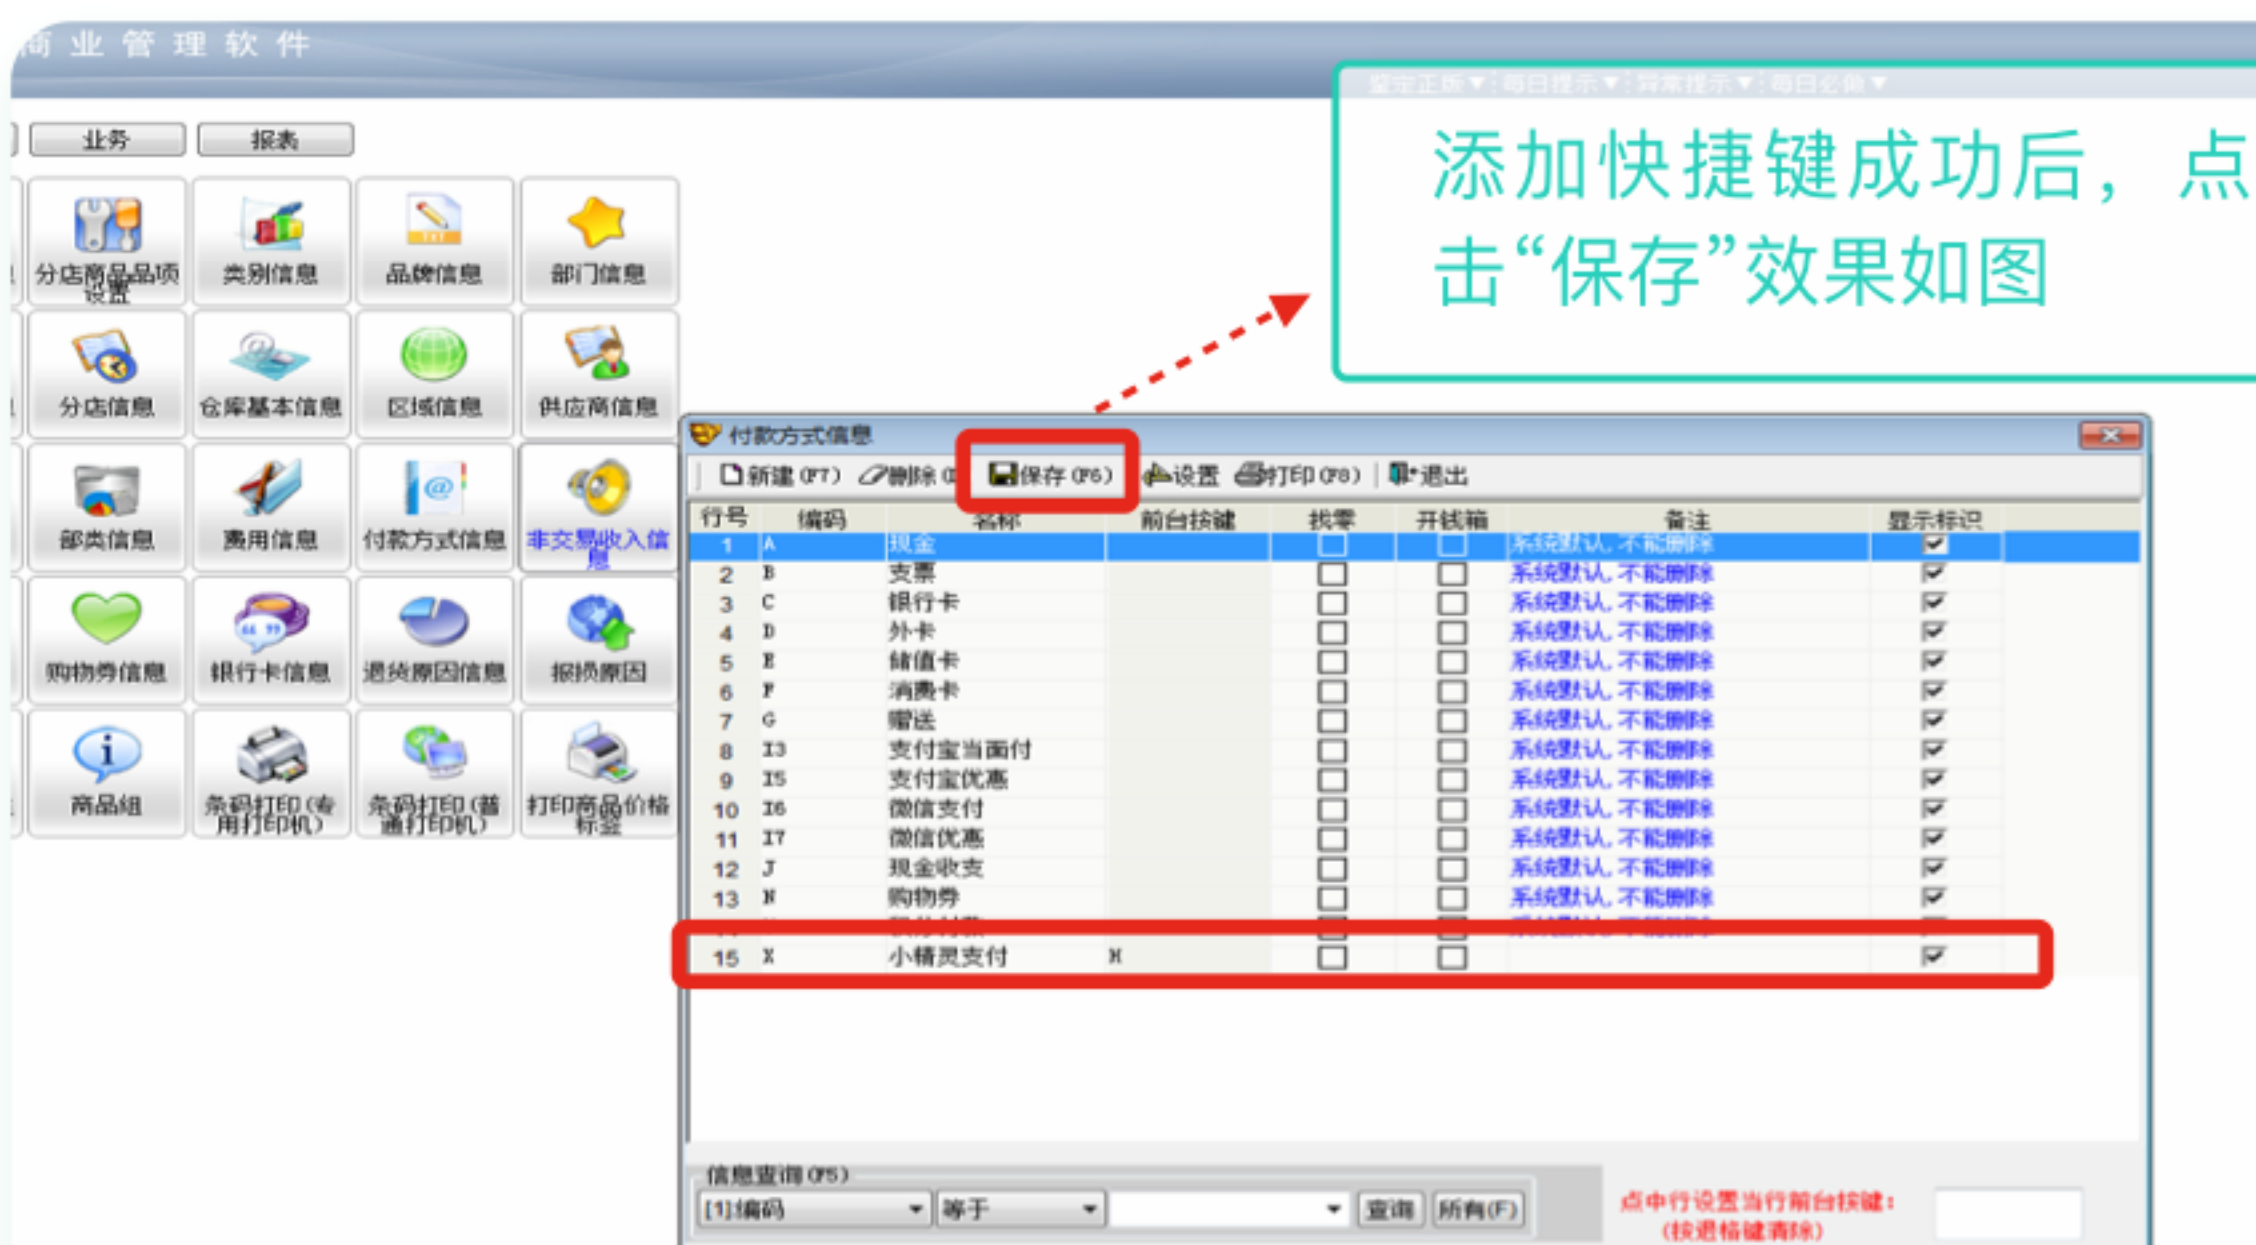 商业管理软件
鉴定正版▼ 每日提示▼ 异常提示▼ 每日必做▼
添加快捷键成功后，点
击“保存”效果如图
业务 报表
分店商品品项设置 类别信息 品牌信息 部门信息
分店信息 仓库基本信息 区域信息 供应商信息
部类信息 费用信息 付款方式信息 非交易收入信息
购物券信息 银行卡信息 退货原因信息 报损原因
商品组 条码打印(专用打印机) 条码打印(普通打印机) 打印商品价格标签
付款方式信息
新建(F7) 删除 保存(F6) 设置 打印(F8) 退出
行号 编码 名称 前台按键 找零 开钱箱 备注 显示标识
1 A 现金 系统默认,不能删除
2 B 支票 系统默认,不能删除
3 C 银行卡 系统默认,不能删除
4 D 外卡 系统默认,不能删除
5 E 储值卡 系统默认,不能删除
6 F 消费卡 系统默认,不能删除
7 G 赠送 系统默认,不能删除
8 I3 支付宝当面付 系统默认,不能删除
9 I5 支付宝优惠 系统默认,不能删除
10 I6 微信支付 系统默认,不能删除
11 I7 微信优惠 系统默认,不能删除
12 J 现金收支 系统默认,不能删除
13 N 购物券 系统默认,不能删除
15 X 小精灵支付 M
信息查询(F5)
[1]编码 等于 查询 所有(F)
点中行设置当行前台按键：
(按退格键清除)